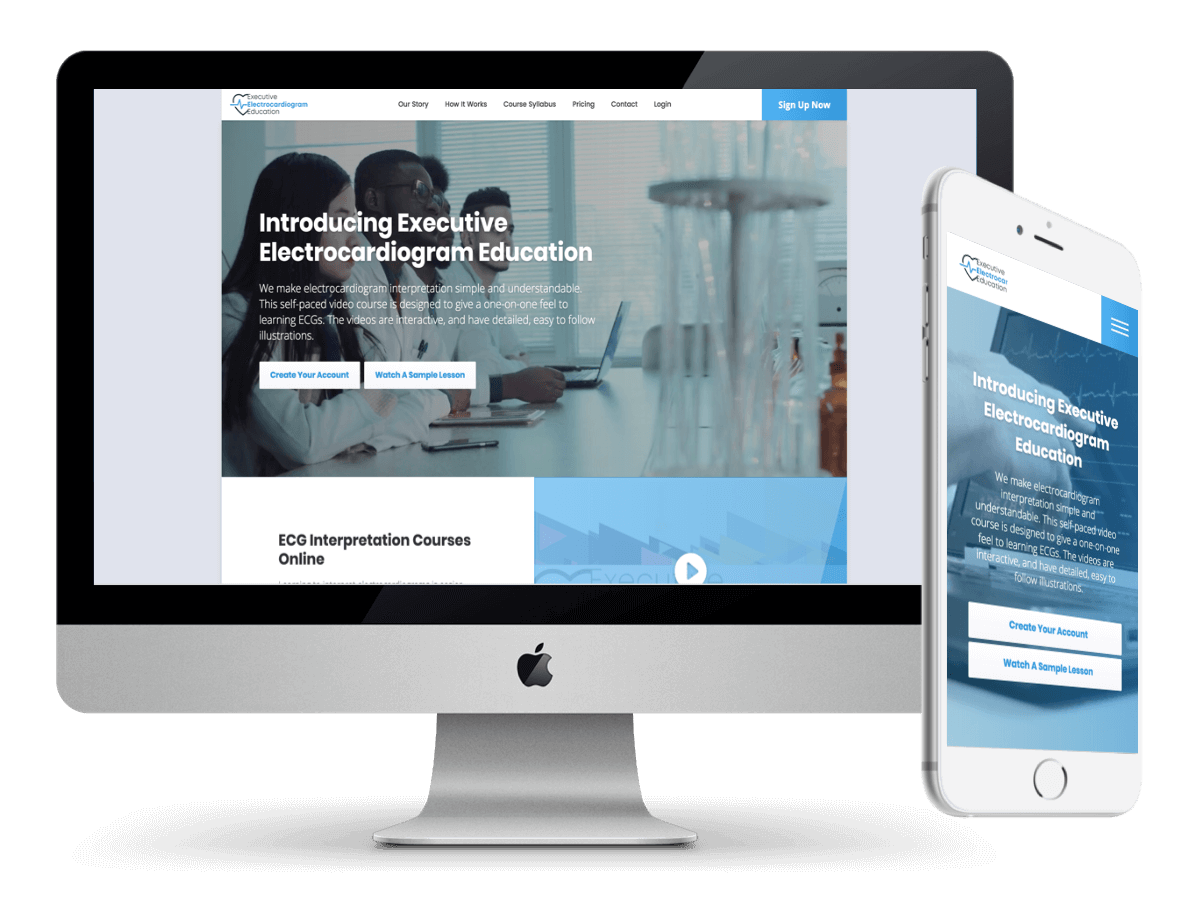 Executive
Electrocardiogram
Education
Our Story How It Works Course Syllabus Pricing Contact Login
Sign Up Now
Introducing Executive
Electrocardiogram Education
We make electrocardiogram interpretation simple and understandable.
This self-paced video course is designed to give a one-on-one feel to
learning ECGs. The videos are interactive, and have detailed, easy to follow
illustrations.
Create Your Account Watch A Sample Lesson
ECG Interpretation Courses
Online
Executive
Executive
Electrocar
Education
Introducing Executive
Electrocardiogram
Education
We make electrocardiogram
interpretation simple and
understandable. This self-paced video
course is designed to give a one-on-one
feel to learning ECGs. The videos are
interactive, and have detailed, easy to
follow illustrations.
Create Your Account
Watch A Sample Lesson